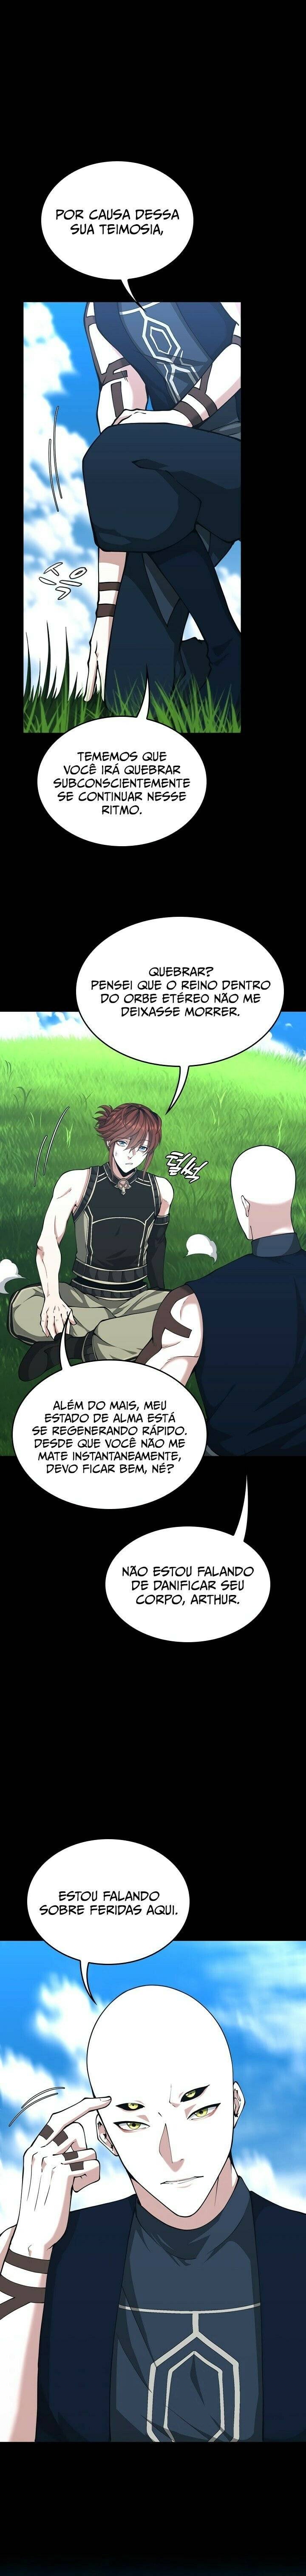 POR CAUSA DESSA
SUA TEIMOSIA,
TEMEMOS QUE
VOCÊ IRÁ QUEBRAR
SUBCONSCIENTEMENTE
SE CONTINUAR NESSE
RITMO.
QUEBRAR?
PENSEI QUE O REINO DENTRO
DO ORBE ETÉREO NÃO ME
DEIXASSE MORRER.
ALÉM DO MAIS, MEU
ESTADO DE ALMA ESTÁ
SE REGENERANDO RÁPIDO.
DESDE QUE VOCÊ NÃO ME
MATE INSTANTANEAMENTE,
DEVO FICAR BEM, NÉ?
NÃO ESTOU FALANDO
DE DANIFICAR SEU
CORPO, ARTHUR.
ESTOU FALANDO
SOBRE FERIDAS AQUI.